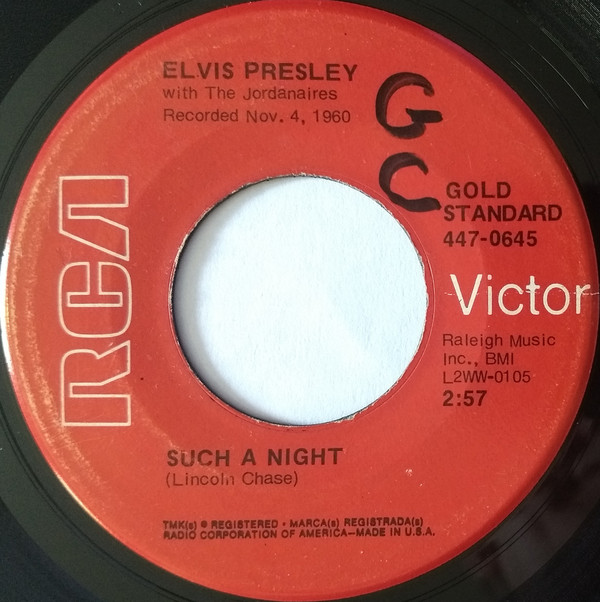 ELVIS PRESLEY
with The Jordanaires
Recorded Nov. 4, 1960
G
C
GOLD
STANDARD
447-0645
RCA
Victor
Raleigh Music
Inc., BMI
L2WW-0105
2:57
SUCH A NIGHT
(Lincoln Chase)
TMK(s) ® REGISTERED • MARCA(s) REGISTRADA(s)
RADIO CORPORATION OF AMERICA—MADE IN U.S.A.